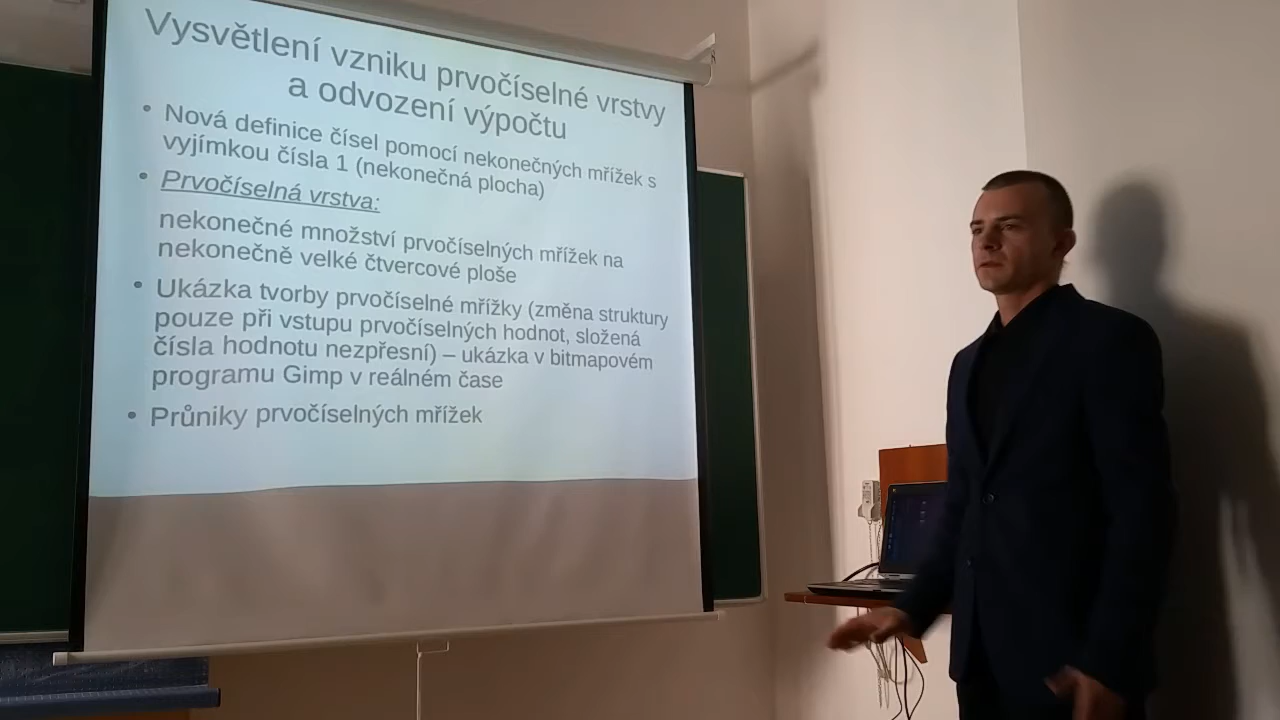 Vysvětlení vzniku prvočíselné vrstvy
a odvození výpočtu
• Nová definice čísel pomocí nekonečných mřížek s
vyjímkou čísla 1 (nekonečná plocha)
• Prvočíselná vrstva:
nekonečné množství prvočíselných mřížek na
nekonečně velké čtvercové ploše
• Ukázka tvorby prvočíselné mřížky (změna struktury
pouze při vstupu prvočíselných hodnot, složená
čísla hodnotu nezpřesní) – ukázka v bitmapovém
programu Gimp v reálném čase
• Průniky prvočíselných mřížek